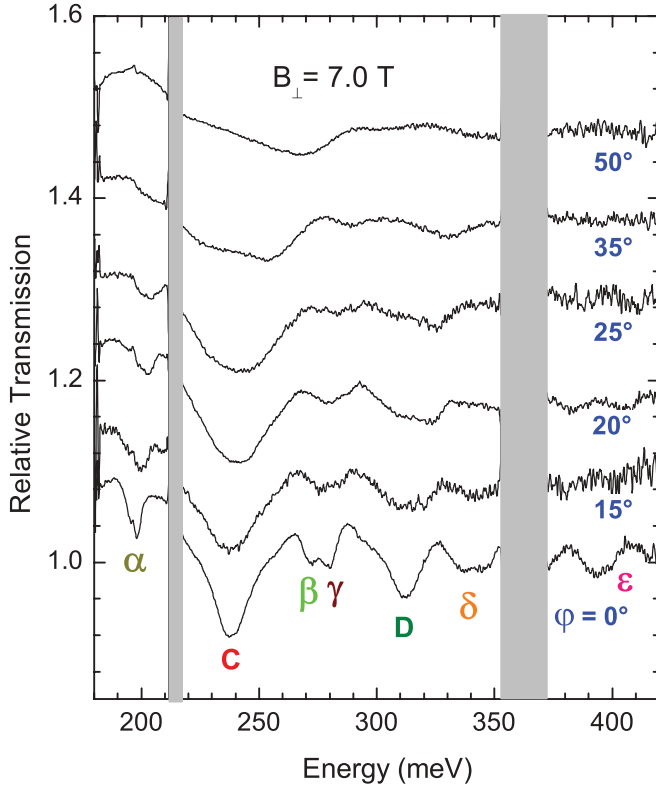 1.6
1.4
1.2
1.0
Relative Transmission
B⊥= 7.0 T
50°
35°
25°
20°
15°
φ = 0°
α
C
β
γ
D
δ
ε
200
250
300
350
400
Energy (meV)